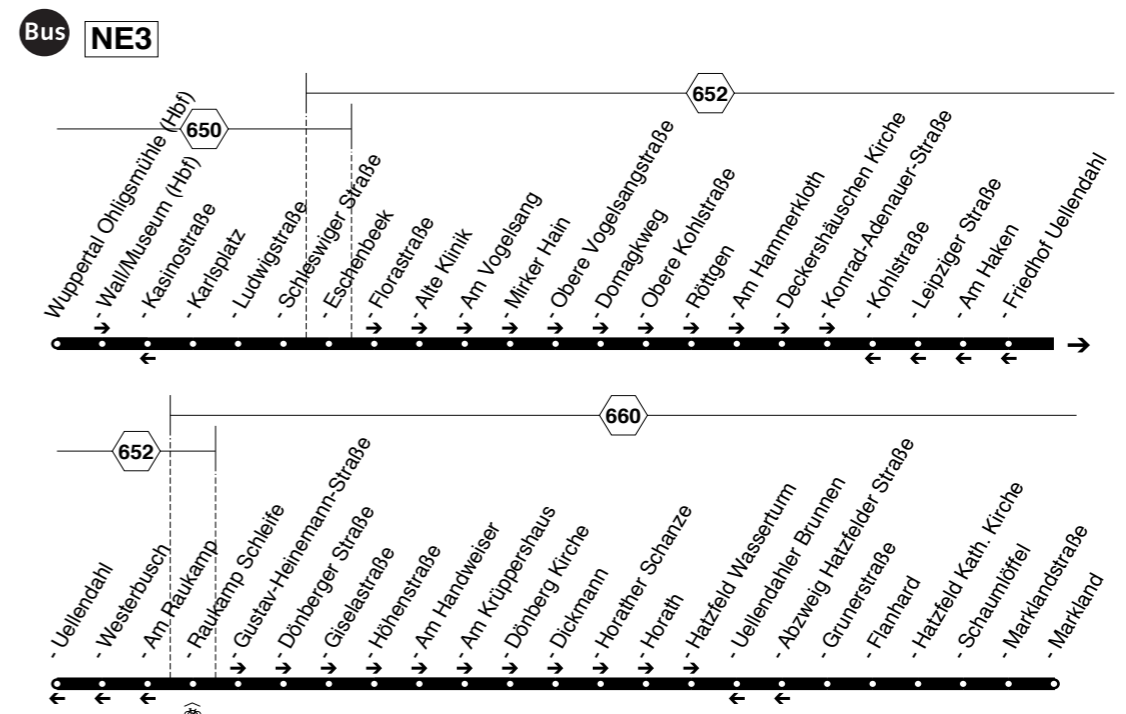 Bus NE3
652
650
Wuppertal Ohligsmühle (Hbf)
- Wall/Museum (Hbf)
- Kasinostraße
- Karlsplatz
- Ludwigstraße
- Schleswiger Straße
- Eschenbeek
- Florastraße
- Alte Klinik
- Am Vogelsang
- Mirker Hain
- Obere Vogelsangstraße
- Domagkweg
- Obere Kohlstraße
- Röttgen
- Am Hammerkloth
- Deckershäuschen Kirche
- Konrad-Adenauer-Straße
- Kohlstraße
- Leipziger Straße
- Am Haken
- Friedhof Uellendahl
660
652
- Uellendahl
- Westerbusch
- Am Raukamp
- Raukamp Schleife
- Gustav-Heinemann-Straße
- Dönberger Straße
- Giselastraße
- Höhenstraße
- Am Handweiser
- Am Krüppershaus
- Dönberg Kirche
- Dickmann
- Horather Schanze
- Horath
- Hatzfeld Wasserturm
- Uellendahler Brunnen
- Abzweig Hatzfelder Straße
- Grunerstraße
- Flanhard
- Hatzfeld Kath. Kirche
- Schaumlöffel
- Marklandstraße
- Markland